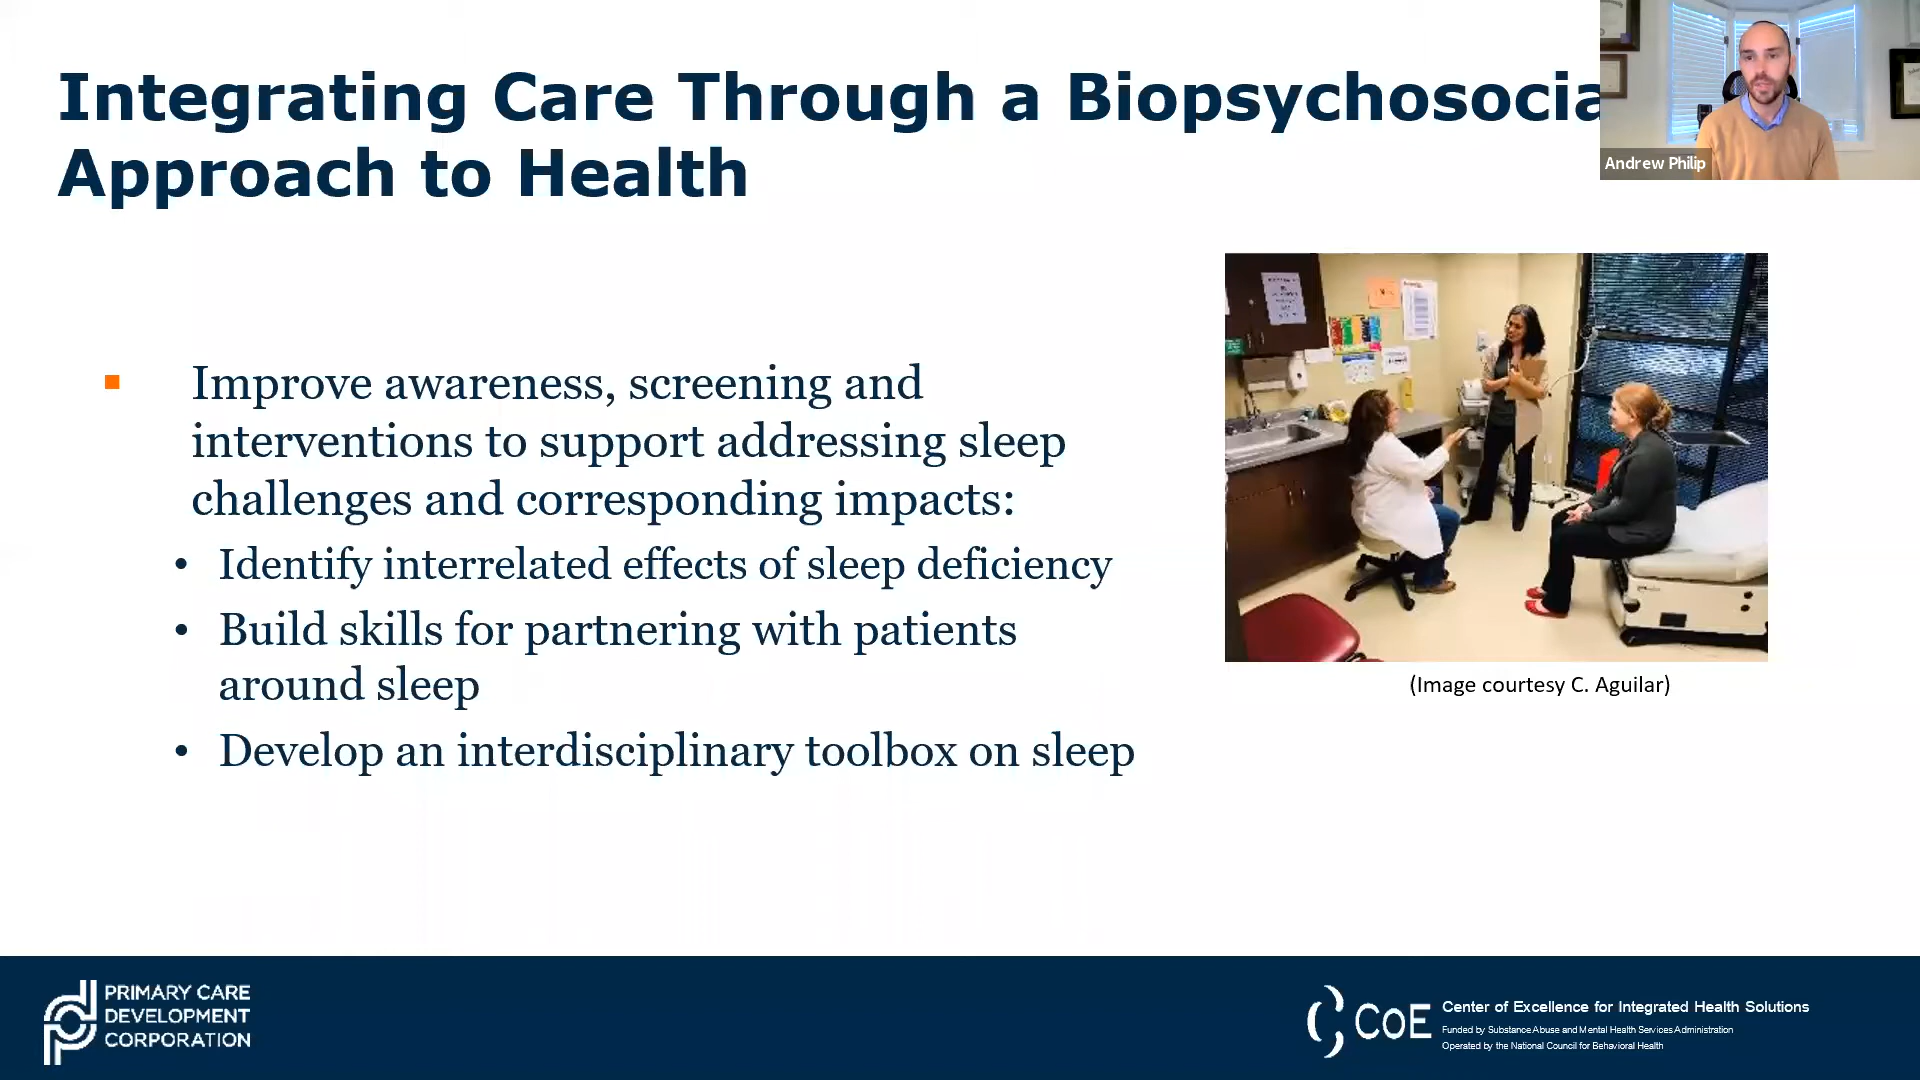 Integrating Care Through a Biopsychosocia
Approach to Health
Andrew Philip
Improve awareness, screening and
interventions to support addressing sleep
challenges and corresponding impacts:
• Identify interrelated effects of sleep deficiency
• Build skills for partnering with patients
around sleep
• Develop an interdisciplinary toolbox on sleep
(Image courtesy C. Aguilar)
PRIMARY CARE
DEVELOPMENT
CORPORATION
CoE
Center of Excellence for Integrated Health Solutions
Funded by Substance Abuse and Mental Health Services Administration
Operated by the National Council for Behavioral Health